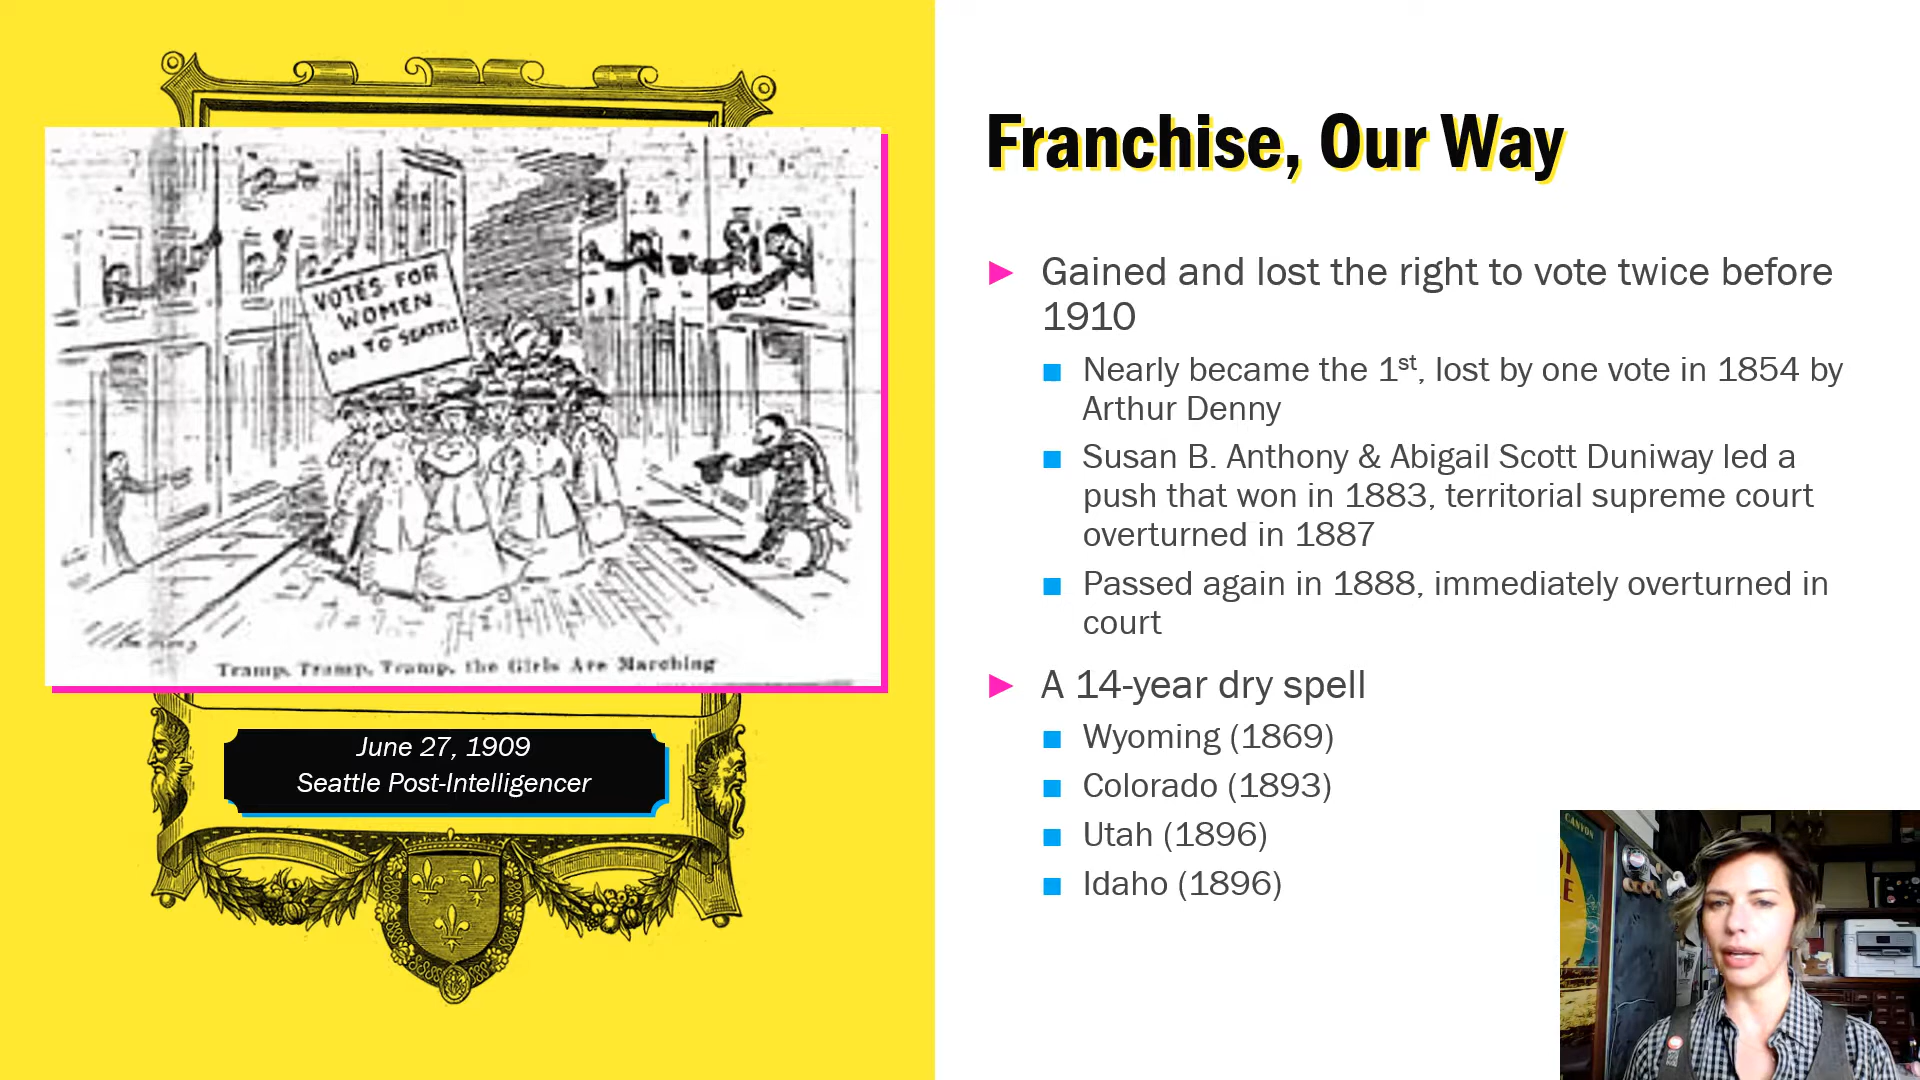 VOTES FOR
WOMEN
ON TO SEATTLE
Tramp, Tramp, Tramp, the Girls Are Marching
June 27, 1909
Seattle Post-Intelligencer
Franchise, Our Way
► Gained and lost the right to vote twice before
1910
■ Nearly became the 1st, lost by one vote in 1854 by
Arthur Denny
■ Susan B. Anthony & Abigail Scott Duniway led a
push that won in 1883, territorial supreme court
overturned in 1887
■ Passed again in 1888, immediately overturned in
court
► A 14-year dry spell
■ Wyoming (1869)
■ Colorado (1893)
■ Utah (1896)
■ Idaho (1896)
CANYON